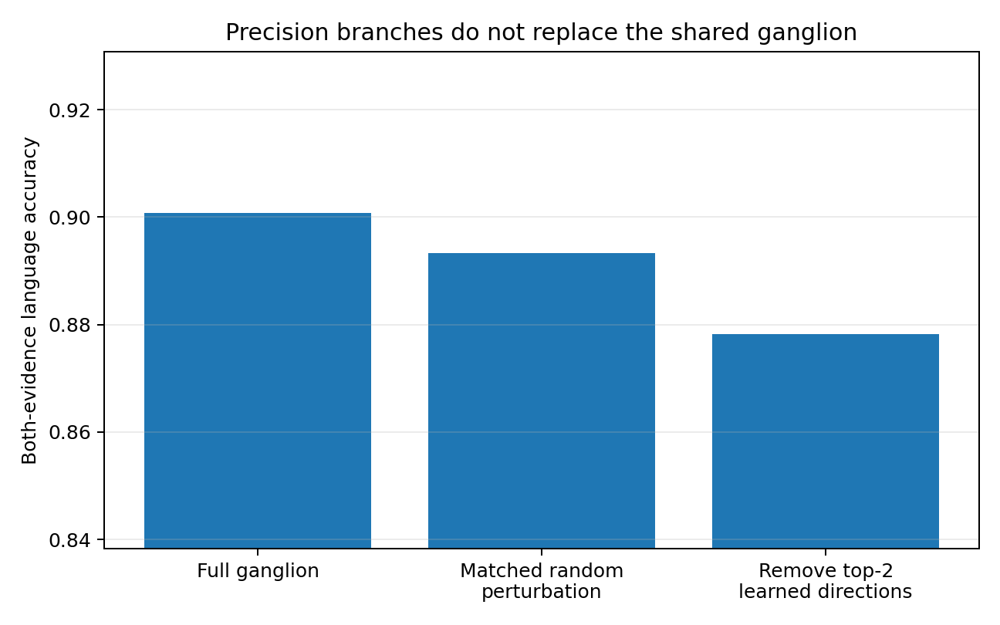 Precision branches do not replace the shared ganglion
Both-evidence language accuracy
0.92
0.90
0.88
0.86
0.84
Full ganglion
Matched random
perturbation
Remove top-2
learned directions